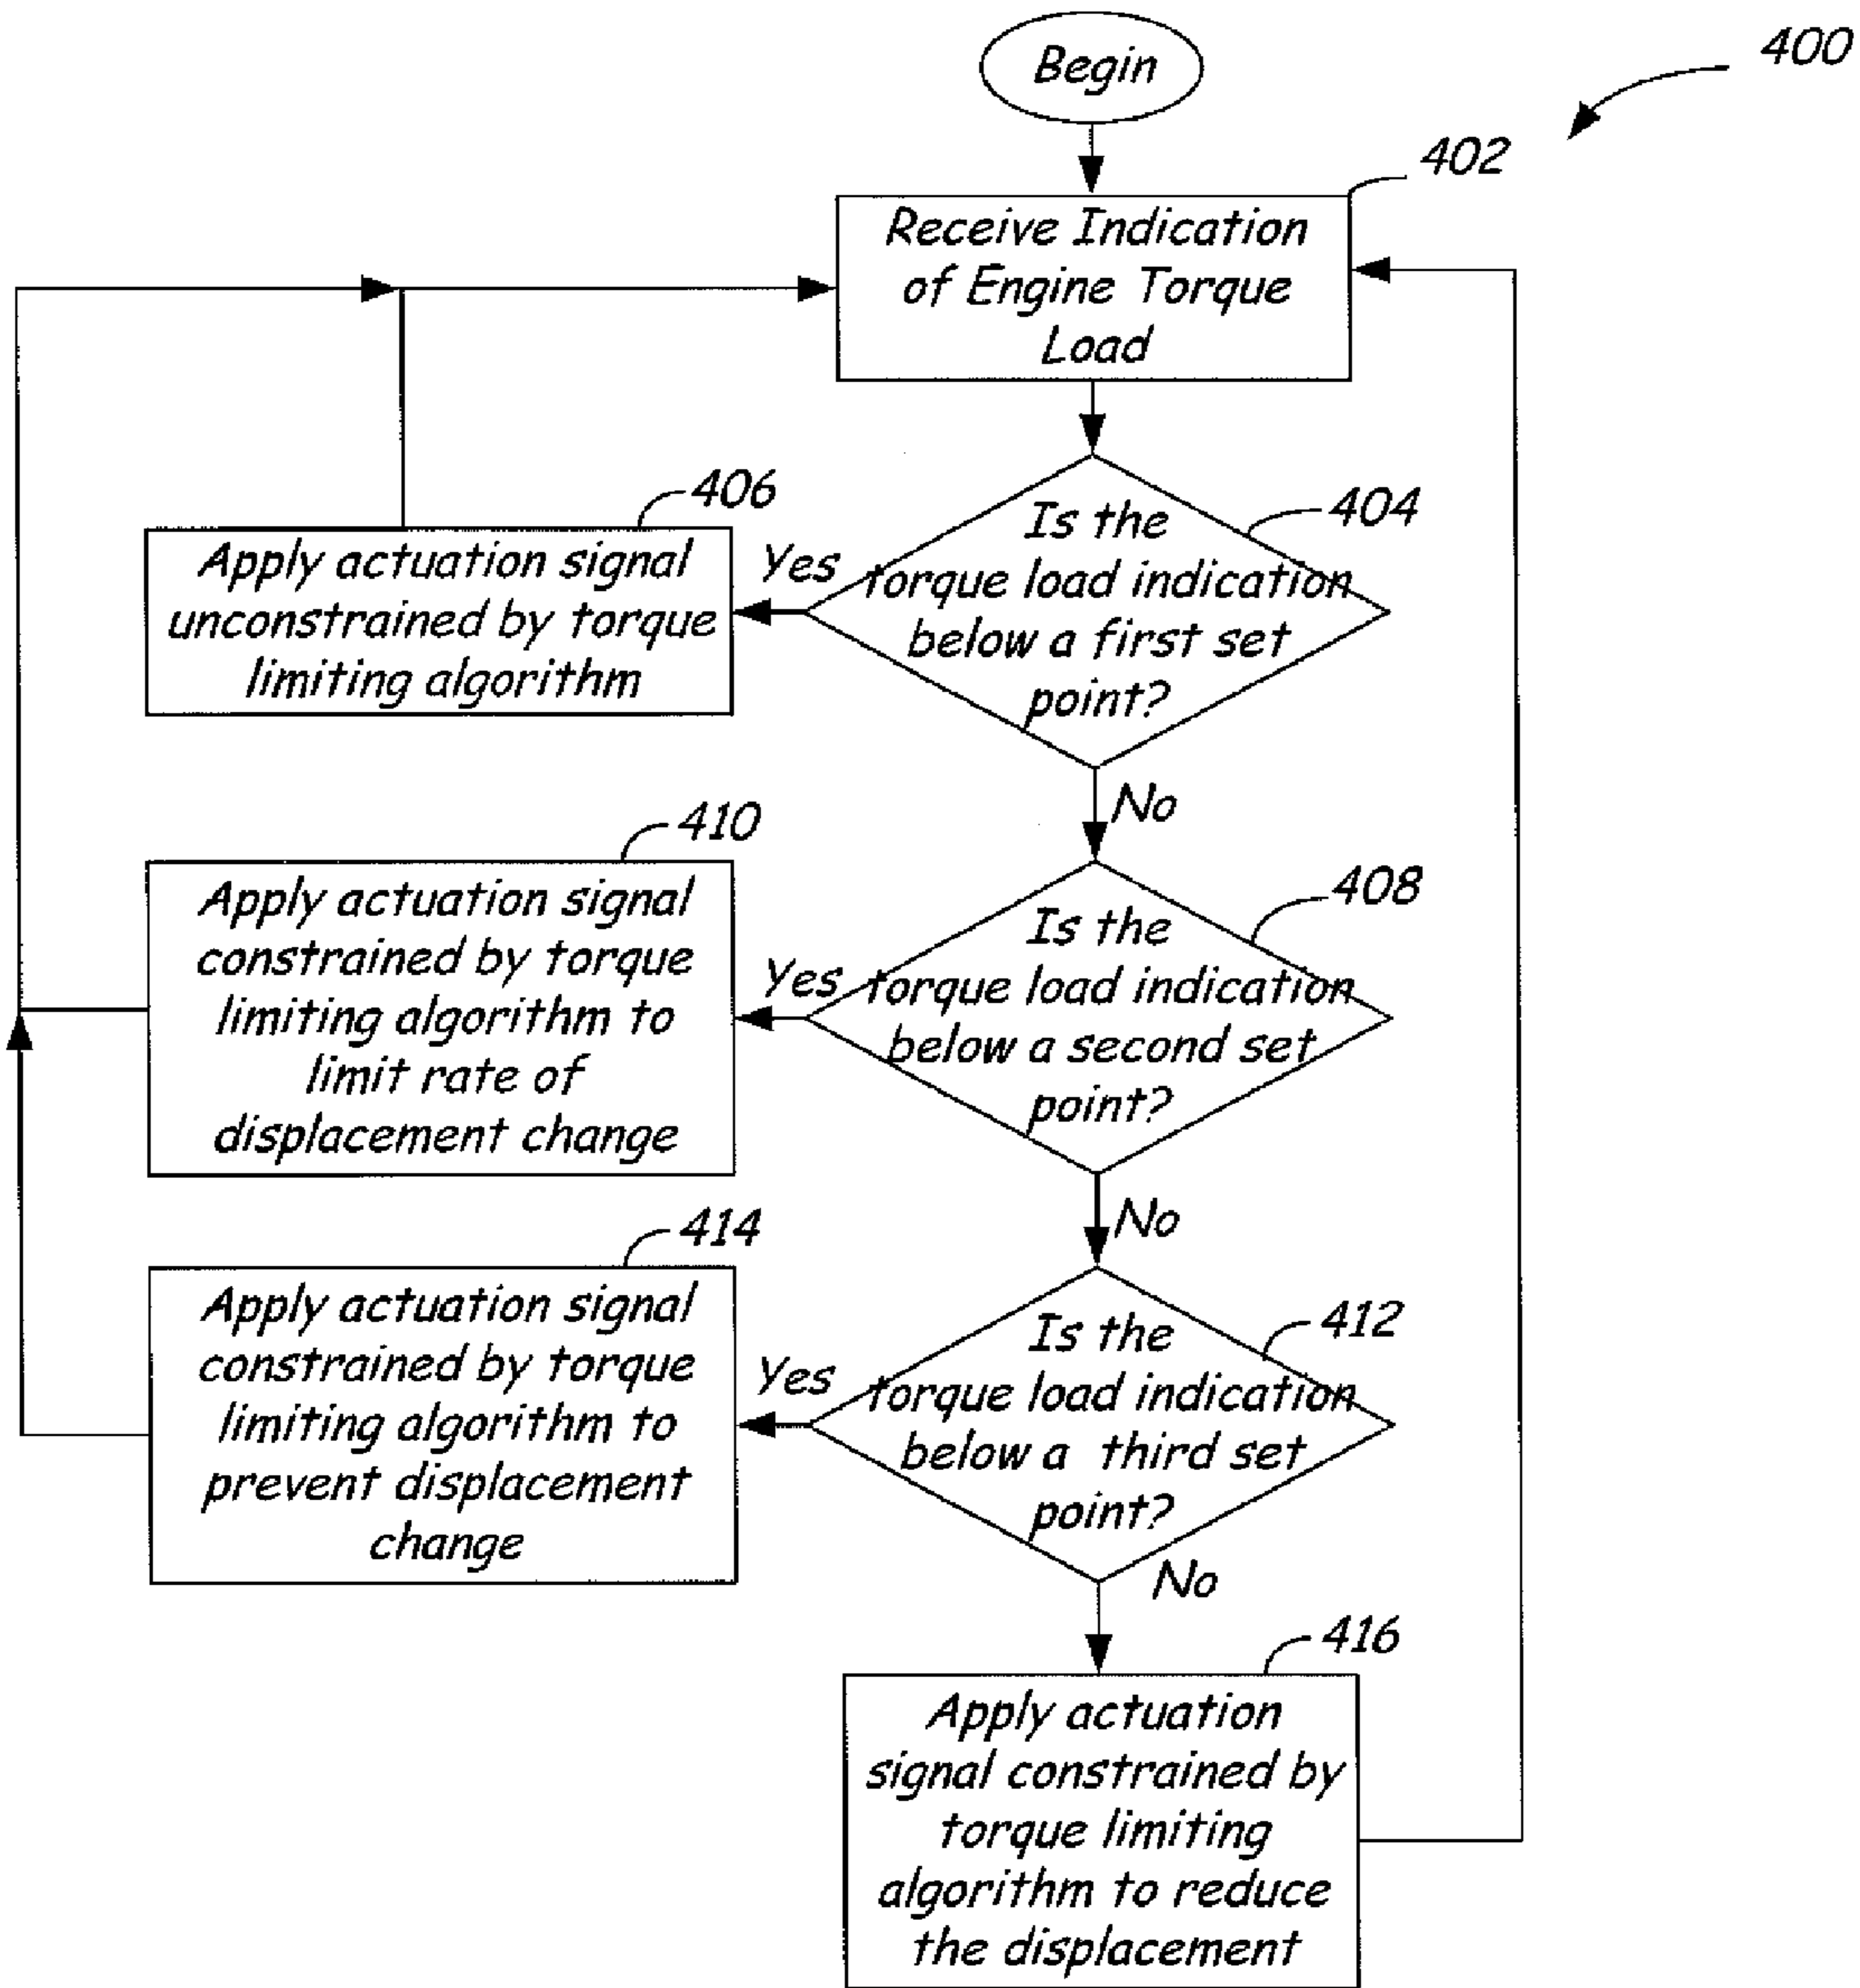 Begin
400
402
Receive Indication
of Engine Torque
Load
404
Is the
torque load indication
below a first set
point?
Yes
406
Apply actuation signal
unconstrained by torque
limiting algorithm
No
408
Is the
torque load indication
below a second set
point?
Yes
410
Apply actuation signal
constrained by torque
limiting algorithm to
limit rate of
displacement change
No
412
Is the
torque load indication
below a third set
point?
Yes
414
Apply actuation signal
constrained by torque
limiting algorithm to
prevent displacement
change
No
416
Apply actuation
signal constrained by
torque limiting
algorithm to reduce
the displacement